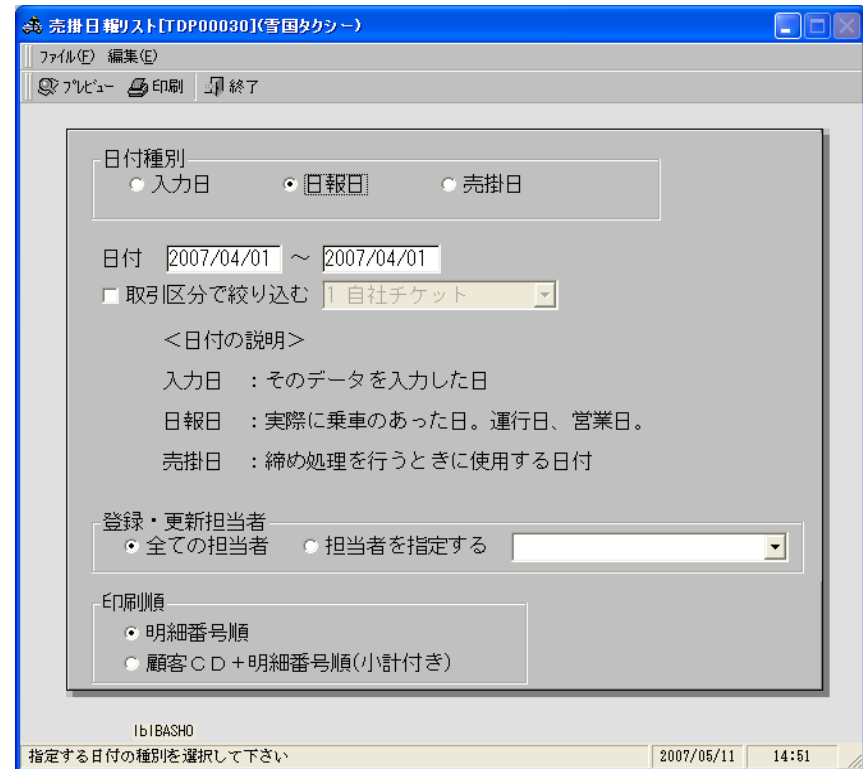 売掛日報リスト[TDP00030](雪国タクシー)
ファイル(F) 編集(E)
プレビュー 印刷 終了
日付種別
入力日 日報日 売掛日
日付 2007/04/01 ～ 2007/04/01
取引区分で絞り込む 1 自社チケット
＜日付の説明＞
入力日 ：そのデータを入力した日
日報日 ：実際に乗車のあった日。運行日、営業日。
売掛日 ：締め処理を行うときに使用する日付
登録・更新担当者
全ての担当者 担当者を指定する
印刷順
明細番号順
顧客ＣＤ+明細番号順(小計付き)
lblBASHO
指定する日付の種別を選択して下さい 2007/05/11 14:51